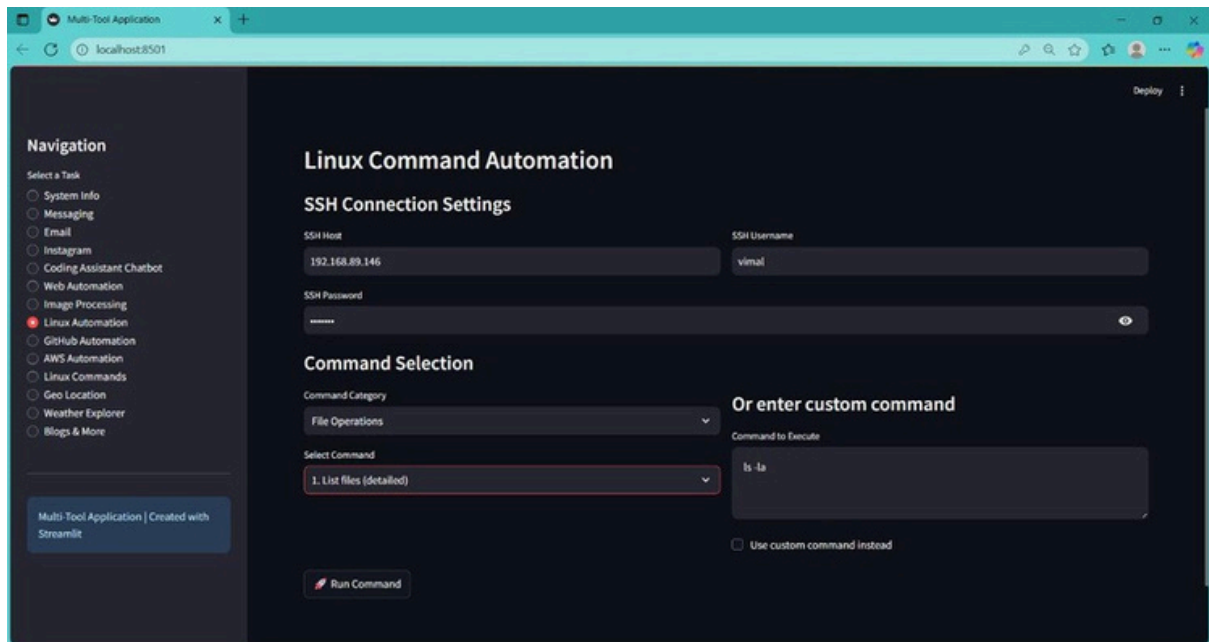 Multi-Tool Application
localhost:8501
Deploy
Navigation
Select a Task
System Info
Messaging
Email
Instagram
Coding Assistant Chatbot
Web Automation
Image Processing
Linux Automation
GitHub Automation
AWS Automation
Linux Commands
Geo Location
Weather Explorer
Blogs & More
Multi-Tool Application | Created with
Streamlit
Linux Command Automation
SSH Connection Settings
SSH Host
SSH Username
192.168.89.146
vimal
SSH Password
•••••••
Command Selection
Command Category
File Operations
Select Command
1. List files (detailed)
Or enter custom command
Command to Execute
ls -la
Use custom command instead
🚀 Run Command